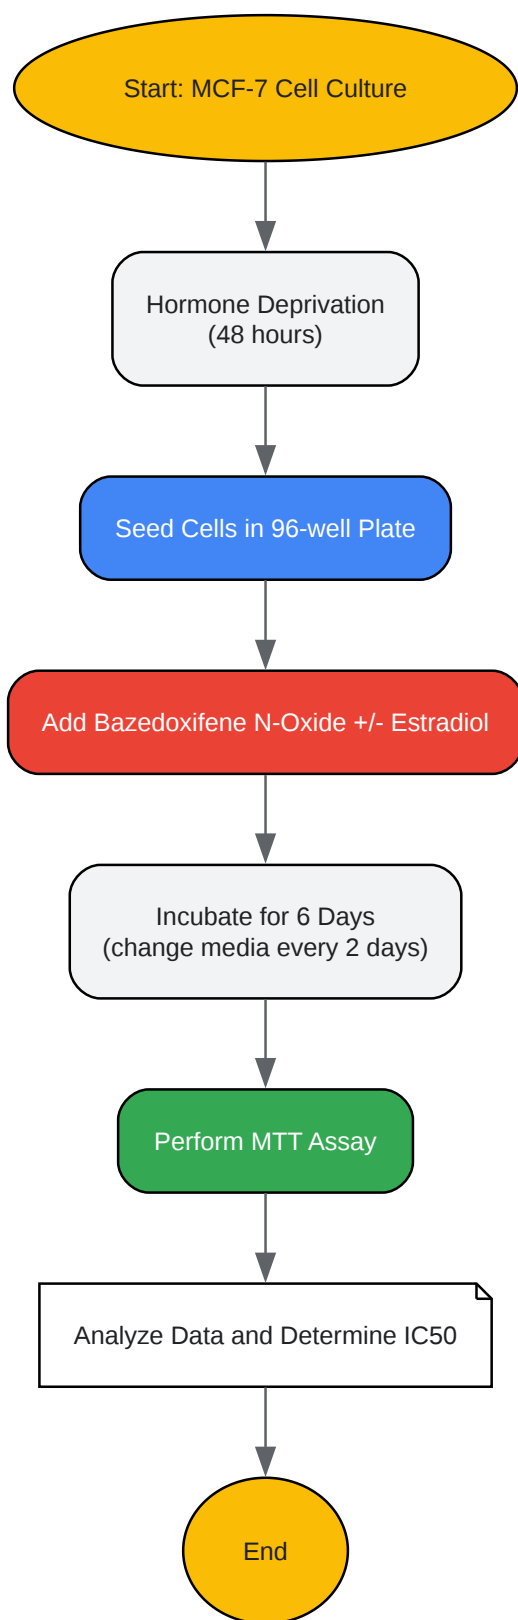 Start: MCF-7 Cell Culture
Hormone Deprivation
(48 hours)
Seed Cells in 96-well Plate
Add Bazedoxifene N-Oxide +/- Estradiol
Incubate for 6 Days
(change media every 2 days)
Perform MTT Assay
Analyze Data and Determine IC50
End